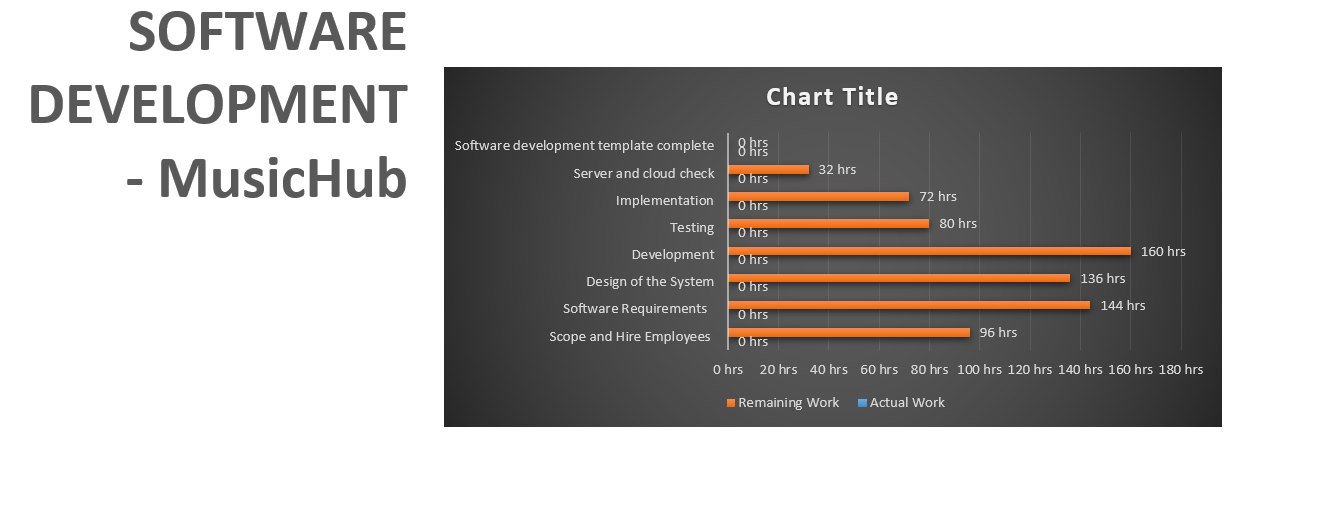 SOFTWARE
DEVELOPMENT
- MusicHub
Chart Title
Software development template complete 0 hrs
0 hrs
Server and cloud check 32 hrs
0 hrs
Implementation 72 hrs
0 hrs
Testing 80 hrs
0 hrs
Development 160 hrs
0 hrs
Design of the System 136 hrs
0 hrs
Software Requirements 144 hrs
0 hrs
Scope and Hire Employees 96 hrs
0 hrs
0 hrs 20 hrs 40 hrs 60 hrs 80 hrs 100 hrs 120 hrs 140 hrs 160 hrs 180 hrs
Remaining Work Actual Work